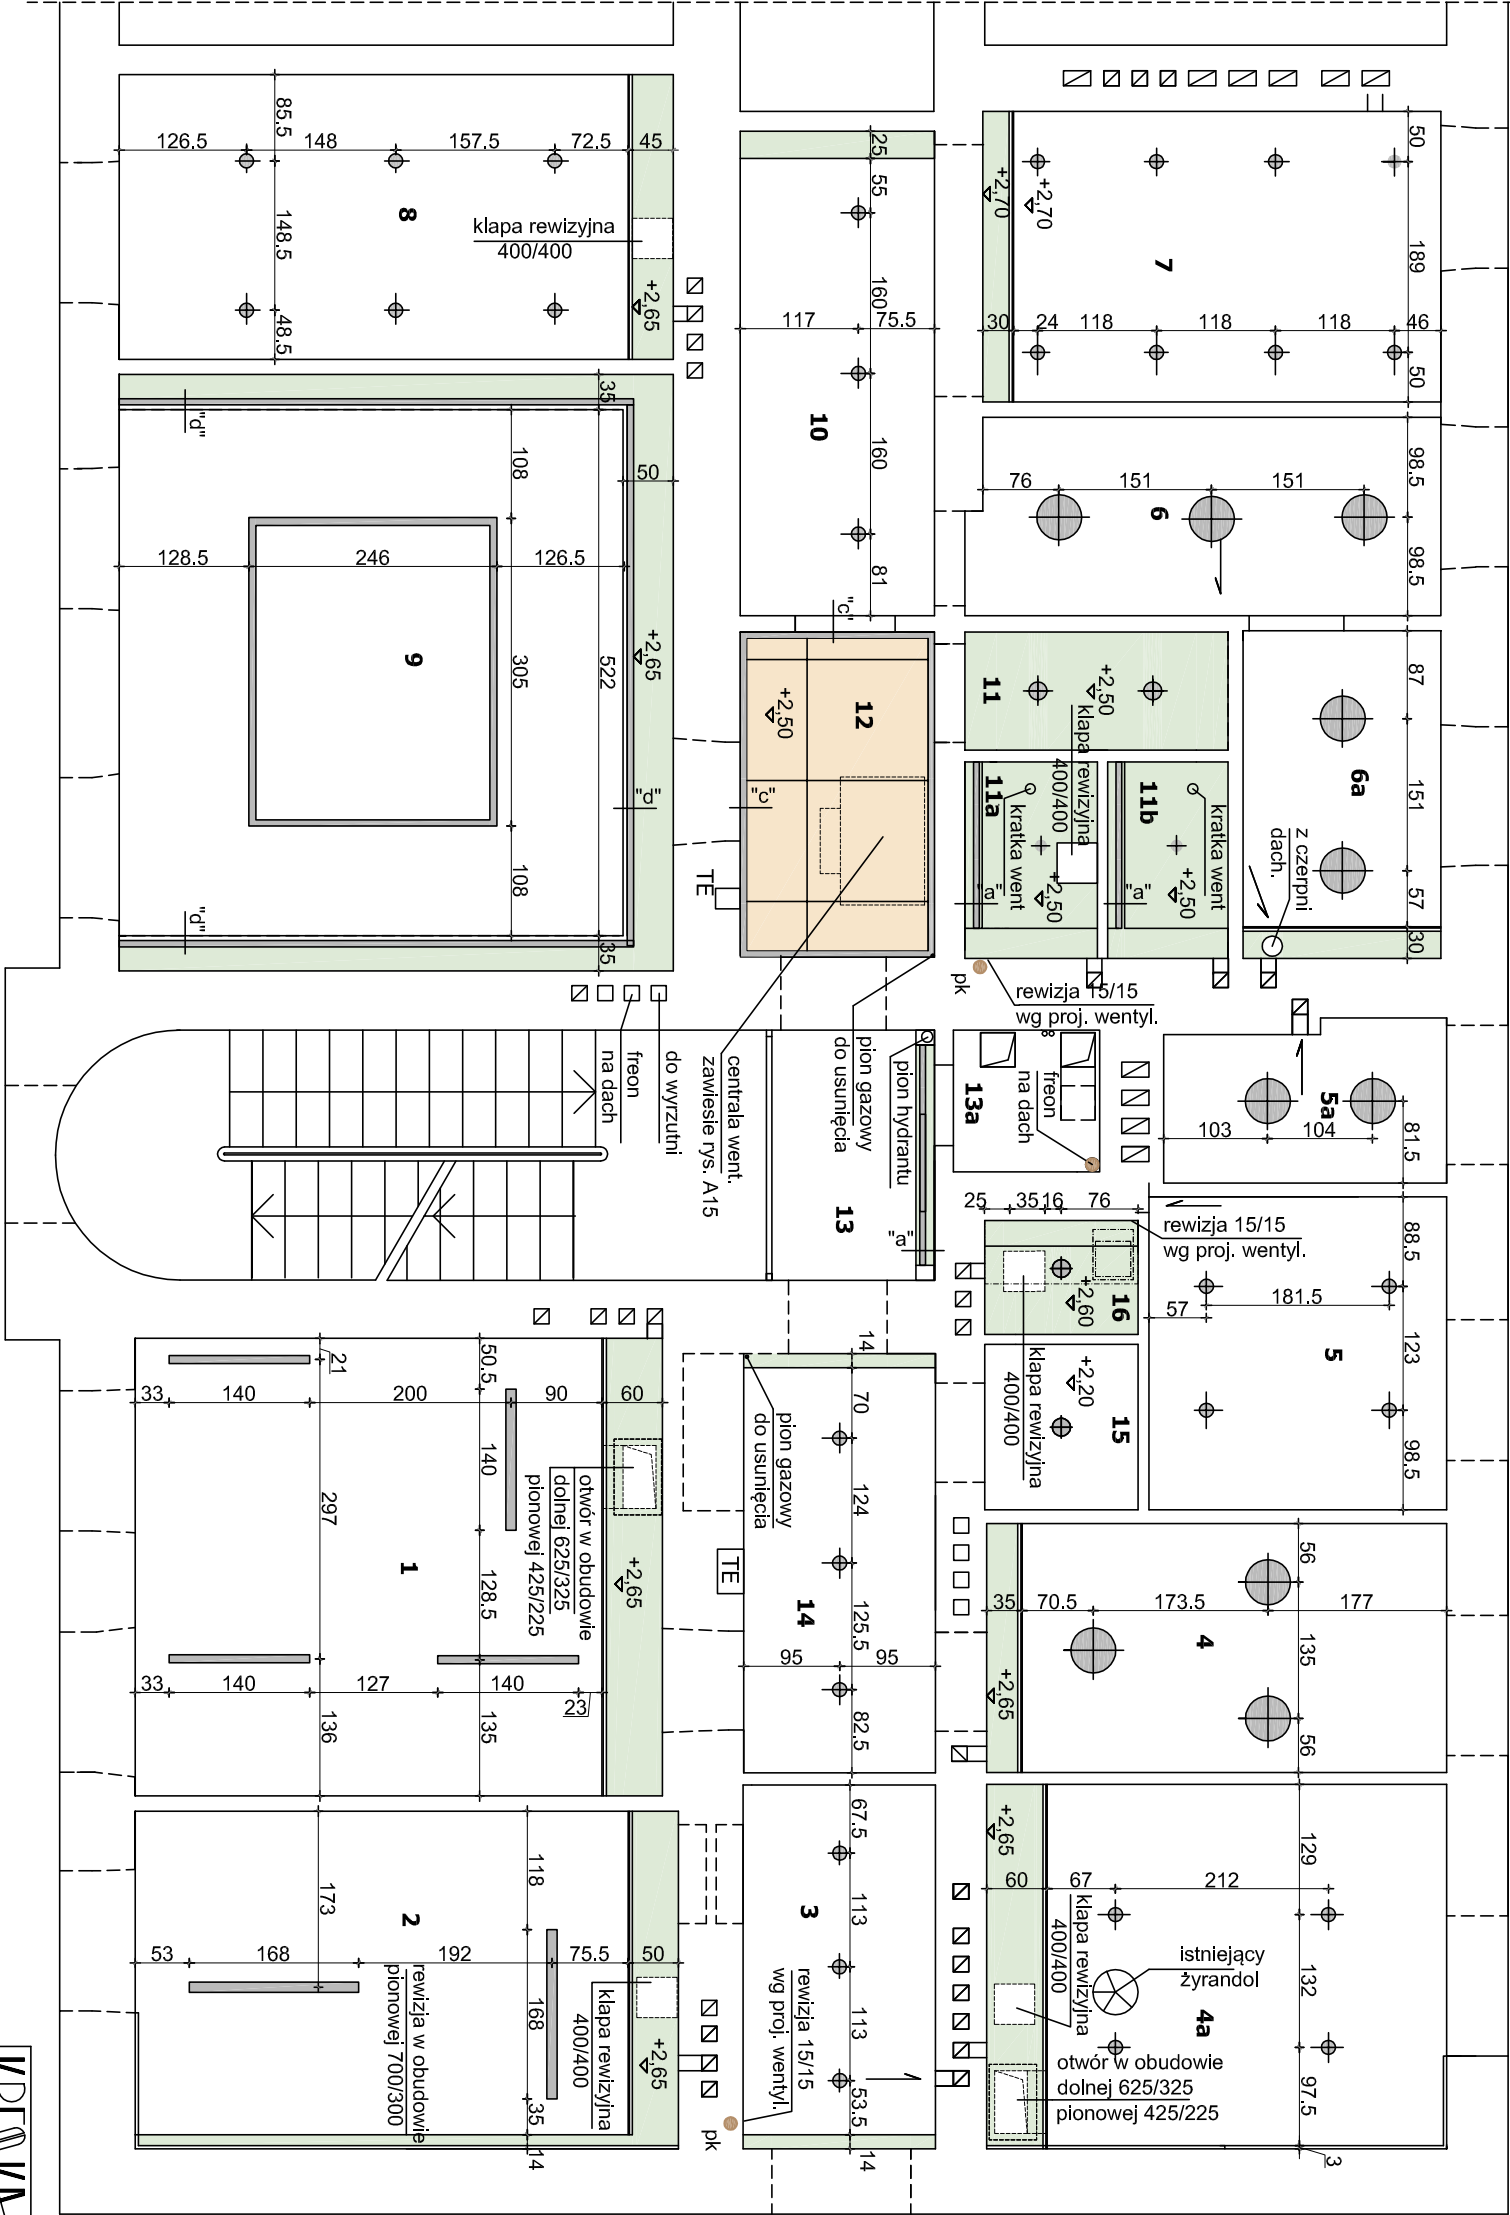 85.5
126.5
148
157.5
72.5
45
8
148.5
klapa rewizyjna
400/400
+2,65
48.5
25
55
160
117
75.5
10
160
81
50
+2,70
+2,70
7
189
30
24
118
118
118
46
50
35
"d"
108
50
98.5
76
151
151
6
98.5
128.5
246
126.5
9
305
522
+2,65
"d"
108
"d"
35
"c"
12
+2,50
"c"
TE
11
+2,50
klapa rewizyjna
400/400
11a
kratka went
+2,50
"a"
11b
kratka went
+2,50
"a"
87
6a
151
z czerpni
dach.
57
30
pk
rewizja 15/15
wg proj. wentyl.
do wyrzutni
freon
na dach
centrala went.
zawiesie rys. A15
pion gazowy
do usunięcia
pion hydrantu
13
"a"
13a
freon
na dach
5a
103
104
81.5
25
35
16
76
rewizja 15/15
wg proj. wentyl.
88.5
16
+2,60
181.5
57
5
123
klapa rewizyjna
400/400
+2,20
15
98.5
21
50.5
33
140
200
90
60
140
297
otwór w obudowie
dolnej 625/325
pionowej 425/225
1
128.5
+2,65
33
140
127
140
23
136
135
14
70
pion gazowy
do usunięcia
124
TE
14
125.5
95
95
82.5
56
35
70.5
173.5
177
4
135
+2,65
56
118
173
2
53
168
192
75.5
50
rewizja w obudowie
pionowej 700/300
168
klapa rewizyjna
400/400
+2,65
35
14
67.5
113
3
113
rewizja 15/15
wg proj. wentyl.
53.5
pk
14
+2,65
129
60
67
212
klapa rewizyjna
400/400
istniejący
żyrandol
132
4a
otwór w obudowie
dolnej 625/325
pionowej 425/225
97.5
3